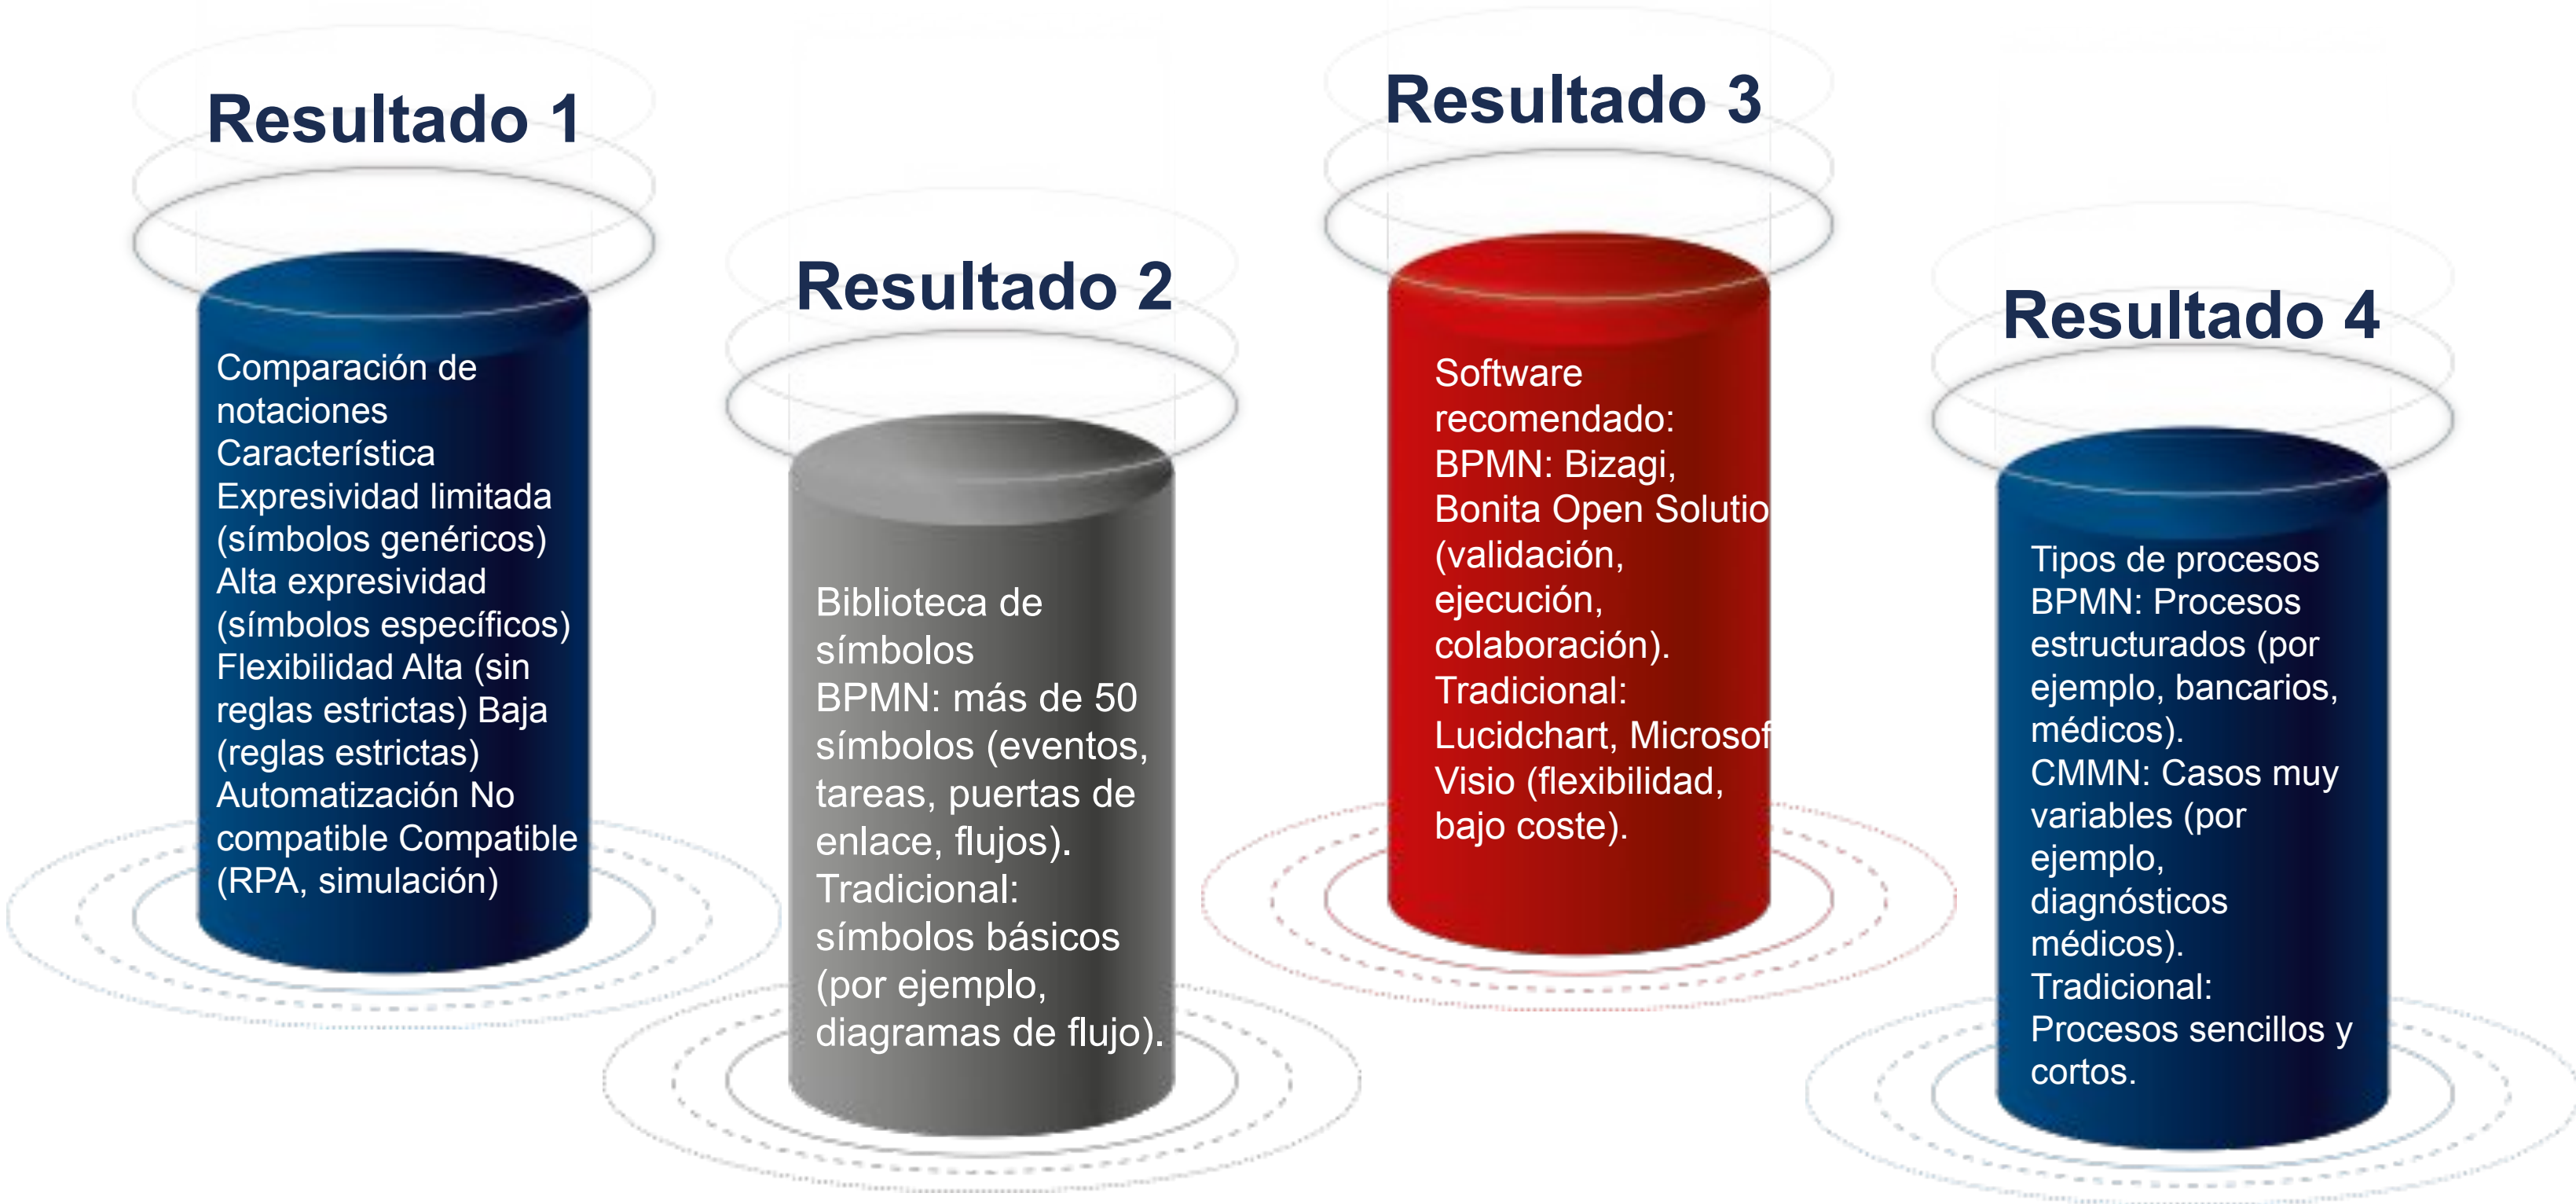 Resultado 1
Comparación de
notaciones
Característica
Expresividad limitada
(símbolos genéricos)
Alta expresividad
(símbolos específicos)
Flexibilidad Alta (sin
reglas estrictas) Baja
(reglas estrictas)
Automatización No
compatible Compatible
(RPA, simulación)
Resultado 2
Biblioteca de
símbolos
BPMN: más de 50
símbolos (eventos,
tareas, puertas de
enlace, flujos).
Tradicional:
símbolos básicos
(por ejemplo,
diagramas de flujo).
Resultado 3
Software
recomendado:
BPMN: Bizagi,
Bonita Open Solutio
(validación,
ejecución,
colaboración).
Tradicional:
Lucidchart, Microsof
Visio (flexibilidad,
bajo coste).
Resultado 4
Tipos de procesos
BPMN: Procesos
estructurados (por
ejemplo, bancarios,
médicos).
CMMN: Casos muy
variables (por
ejemplo,
diagnósticos
médicos).
Tradicional:
Procesos sencillos y
cortos.